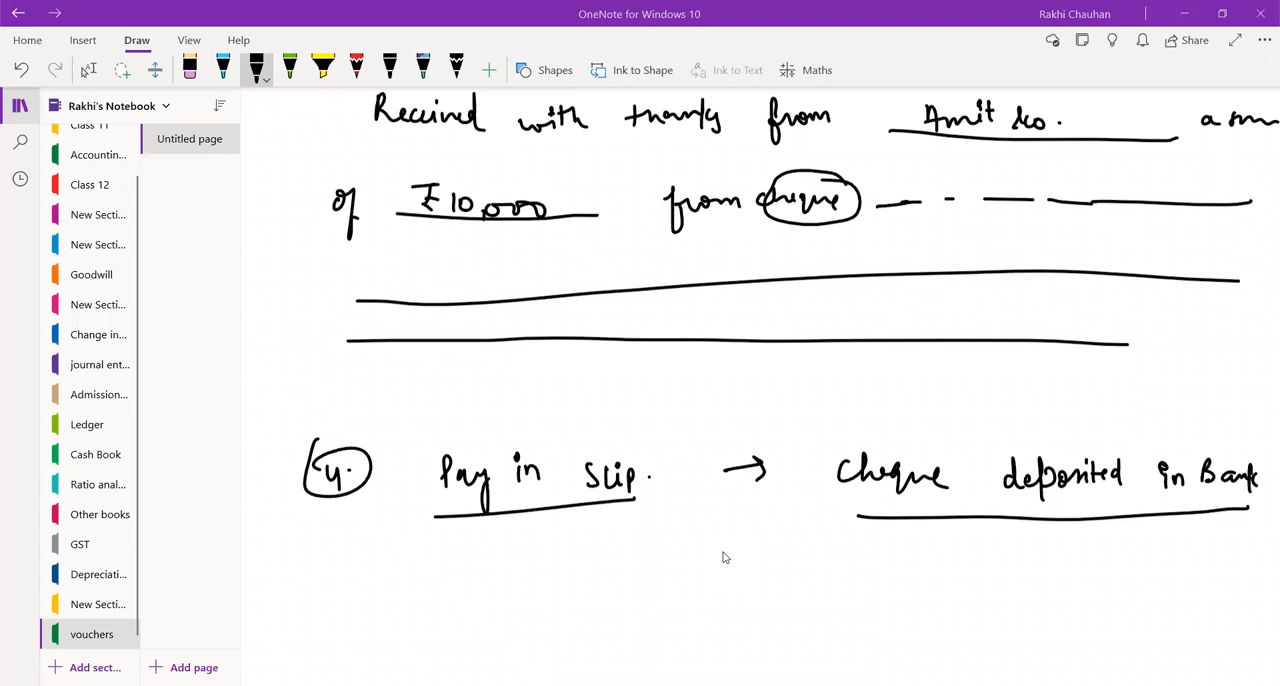 OneNote for Windows 10
Rakhi Chauhan
Home Insert Draw View Help
Share
Shapes
Ink to Shape
Ink to Text
Maths
Rakhi's Notebook
Class 11
Accountin...
Class 12
New Secti...
New Secti...
Goodwill
New Secti...
Change in...
journal ent...
Admission...
Ledger
Cash Book
Ratio anal...
Other books
GST
Depreciati...
New Secti...
vouchers
Add sect...
Untitled page
Add page
Received with thanks from Amit &co. a sum
of ₹10,000 from cheque
4. Pay in Slip. → Cheque deposited in Bank